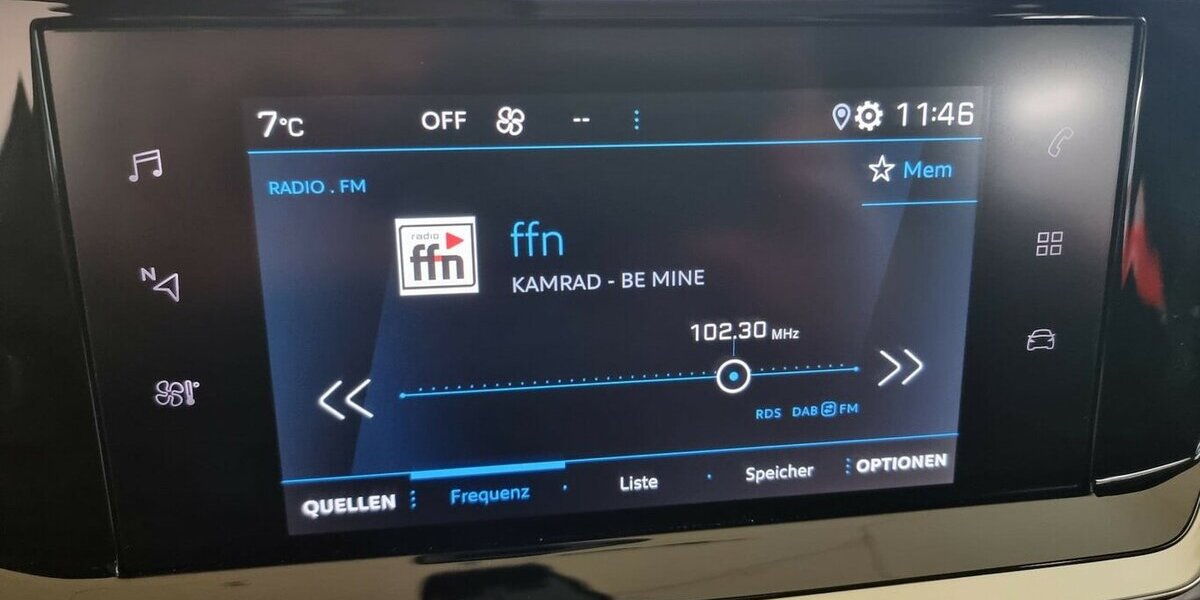 7°C OFF -- 11:46
RADIO . FM
Mem
radio
ffn
ffn
KAMRAD - BE MINE
102.30 MHz
N
RDS DAB FM
QUELLEN Frequenz Liste Speicher OPTIONEN